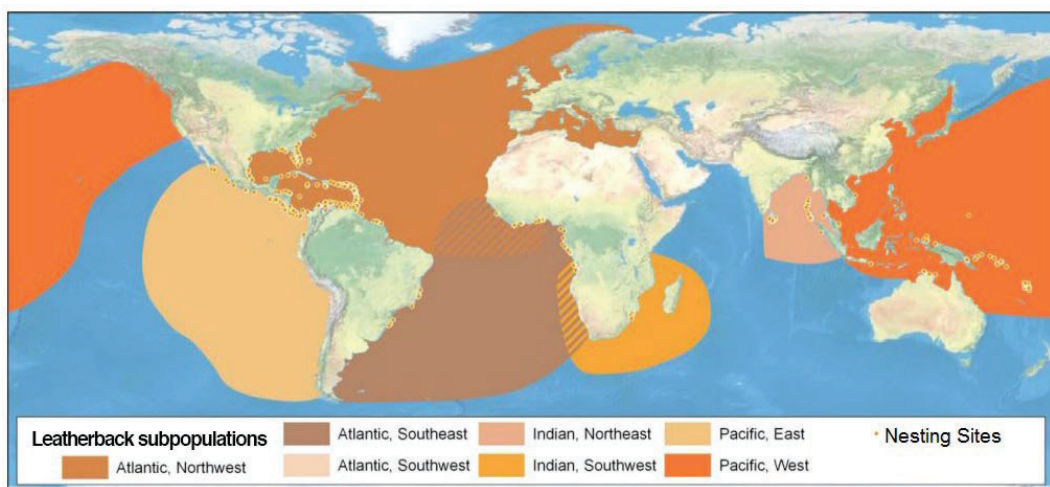 Leatherback subpopulations
Atlantic, Northwest
Atlantic, Southeast
Atlantic, Southwest
Indian, Northeast
Indian, Southwest
Pacific, East
Pacific, West
Nesting Sites